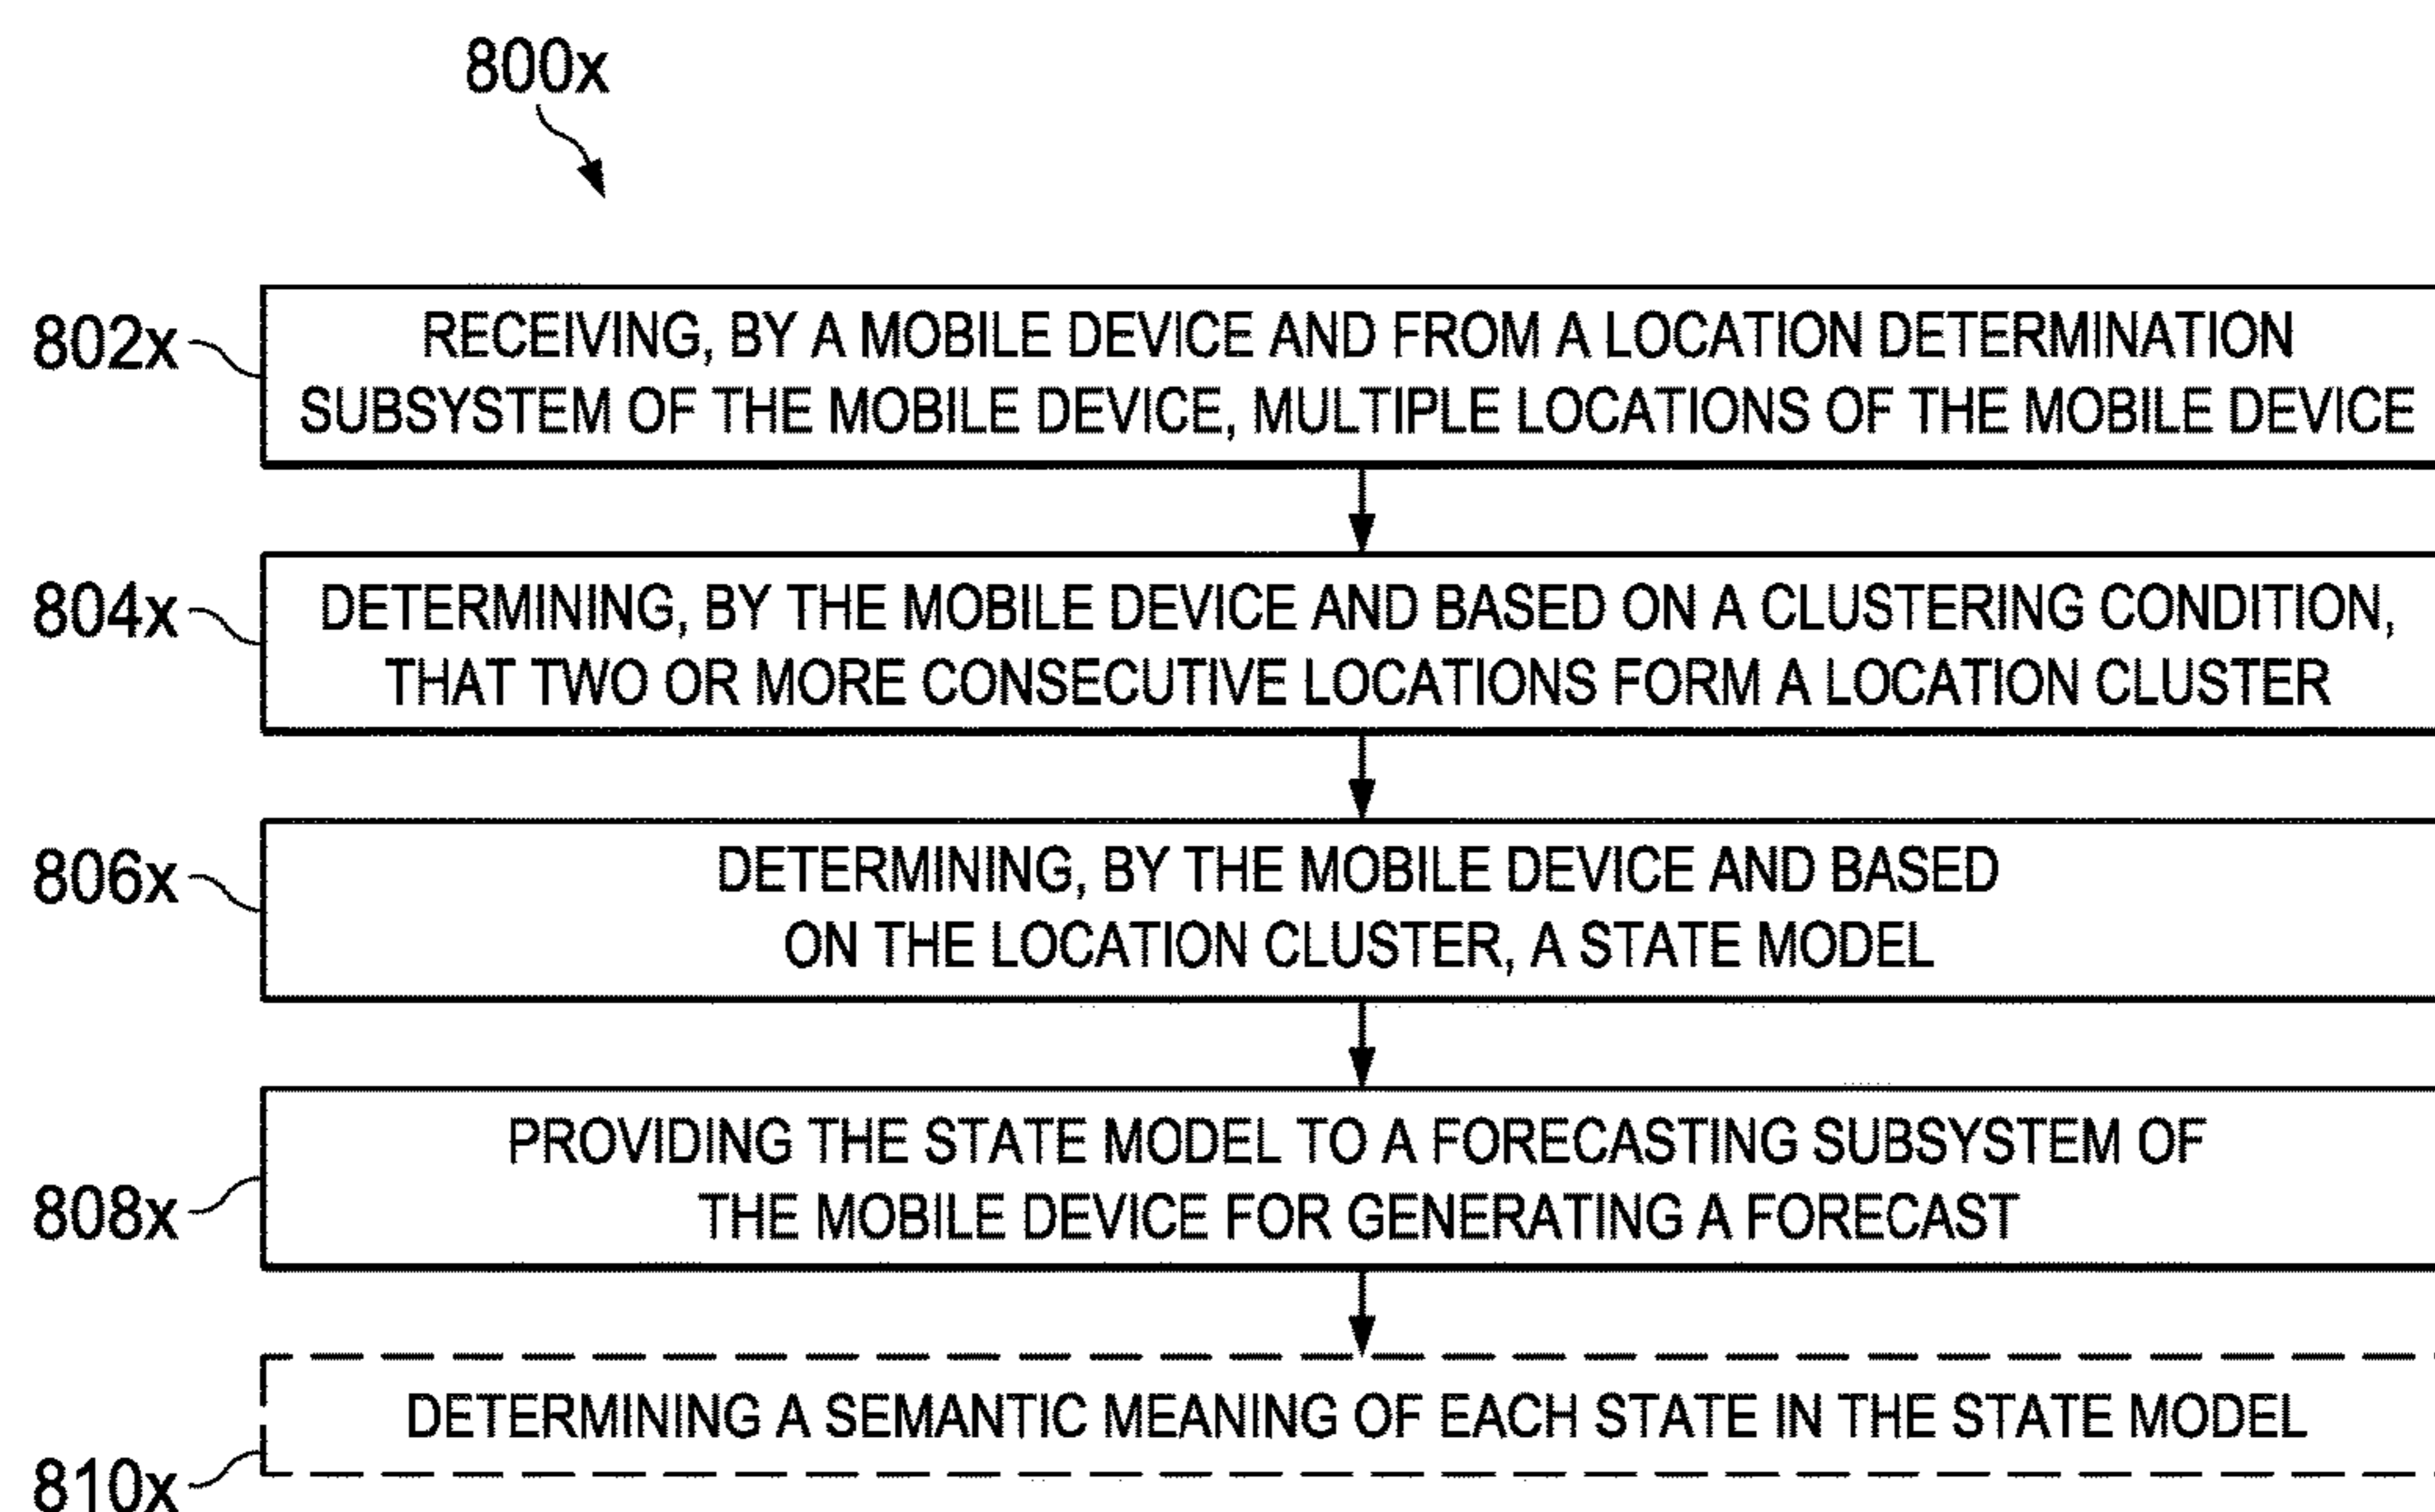 800x
802x
RECEIVING, BY A MOBILE DEVICE AND FROM A LOCATION DETERMINATION
SUBSYSTEM OF THE MOBILE DEVICE, MULTIPLE LOCATIONS OF THE MOBILE DEVICE
804x
DETERMINING, BY THE MOBILE DEVICE AND BASED ON A CLUSTERING CONDITION,
THAT TWO OR MORE CONSECUTIVE LOCATIONS FORM A LOCATION CLUSTER
806x
DETERMINING, BY THE MOBILE DEVICE AND BASED
ON THE LOCATION CLUSTER, A STATE MODEL
808x
PROVIDING THE STATE MODEL TO A FORECASTING SUBSYSTEM OF
THE MOBILE DEVICE FOR GENERATING A FORECAST
810x
DETERMINING A SEMANTIC MEANING OF EACH STATE IN THE STATE MODEL